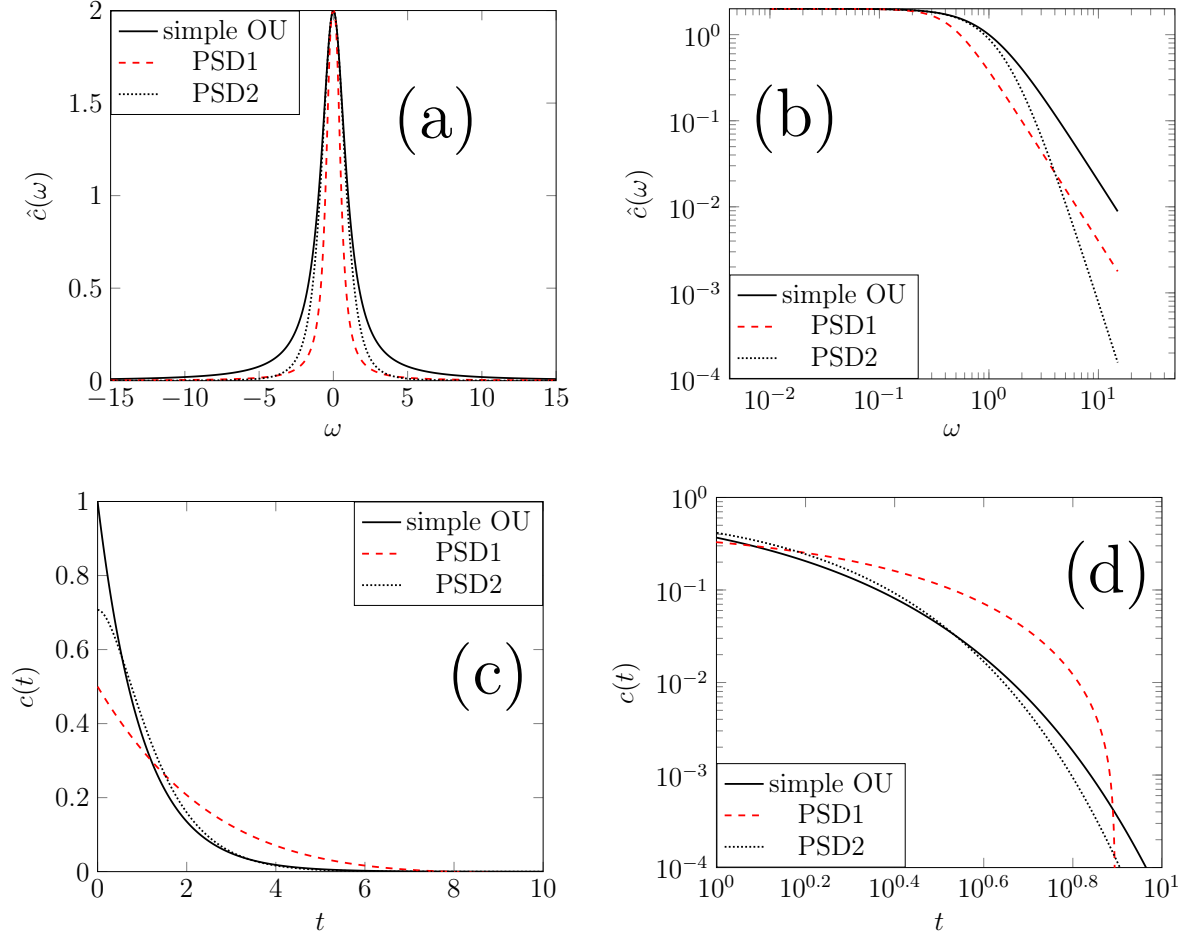 simple OU
PSD1
PSD2
(a)
2
1.5
1
0.5
0
ĉ(ω)
−15 −10 −5 0 5 10 15
ω
(b)
10^0
10^−1
10^−2
10^−3
10^−4
ĉ(ω)
simple OU
PSD1
PSD2
10^−2 10^−1 10^0 10^1
ω
simple OU
PSD1
PSD2
(c)
1
0.8
0.6
0.4
0.2
0
c(t)
0 2 4 6 8 10
t
(d)
10^0
10^−1
10^−2
10^−3
10^−4
c(t)
simple OU
PSD1
PSD2
10^0 10^0.2 10^0.4 10^0.6 10^0.8 10^1
t